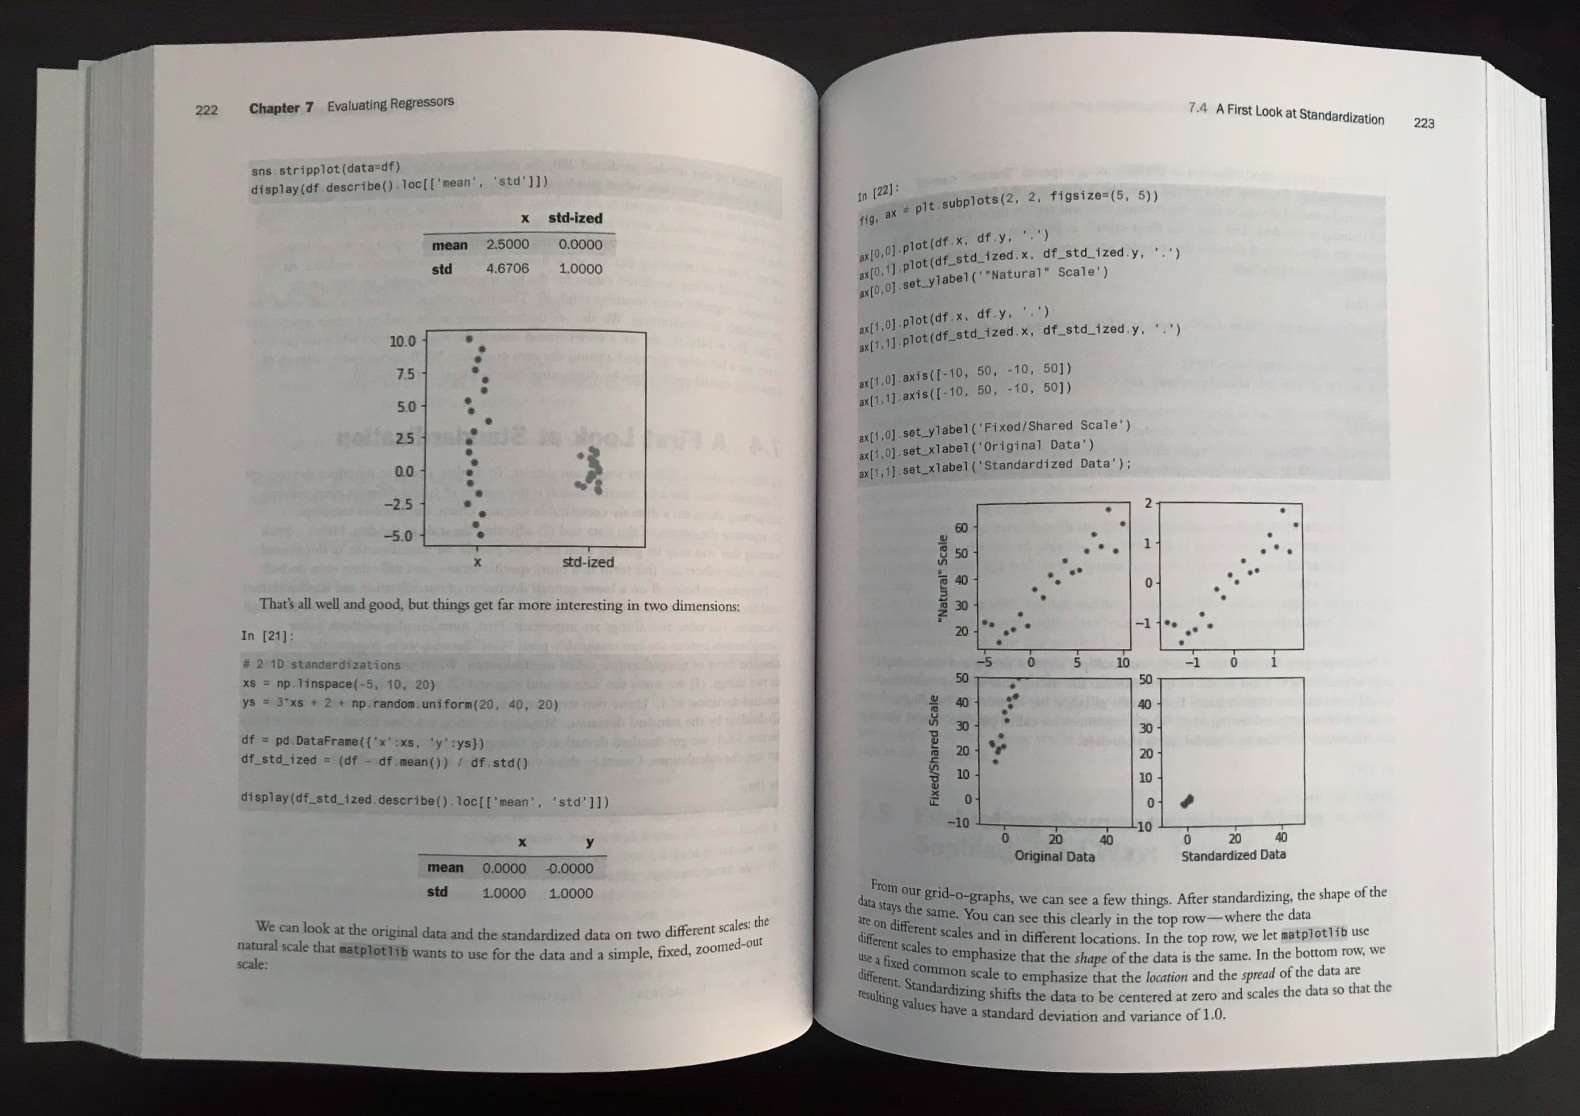 222 Chapter 7 Evaluating Regressors
sns.stripplot(data=df)
display(df.describe().loc[['mean', 'std']])
x std-ized
mean 2.5000 0.0000
std 4.6706 1.0000
10.0
7.5
5.0
2.5
0.0
−2.5
−5.0
x std-ized
That's all well and good, but things get far more interesting in two dimensions:
In [21]:
# 2 1D standardizations
xs = np.linspace(-5, 10, 20)
ys = 3*xs + 2 + np.random.uniform(20, 40, 20)
df = pd.DataFrame({'x':xs, 'y':ys})
df_std_ized = (df - df.mean()) / df.std()
display(df_std_ized.describe().loc[['mean', 'std']])
x y
mean 0.0000 -0.0000
std 1.0000 1.0000
We can look at the original data and the standardized data on two different scales: the
natural scale that matplotlib wants to use for the data and a simple, fixed, zoomed-out
scale:
7.4 A First Look at Standardization 223
In [22]:
fig, ax = plt.subplots(2, 2, figsize=(5, 5))
ax[0,0].plot(df.x, df.y, '.')
ax[0,1].plot(df_std_ized.x, df_std_ized.y, '.')
ax[0,0].set_ylabel('"Natural" Scale')
ax[1,0].plot(df.x, df.y, '.')
ax[1,1].plot(df_std_ized.x, df_std_ized.y, '.')
ax[1,0].axis([-10, 50, -10, 50])
ax[1,1].axis([-10, 50, -10, 50])
ax[1,0].set_ylabel('Fixed/Shared Scale')
ax[1,0].set_xlabel('Original Data')
ax[1,1].set_xlabel('Standardized Data');
"Natural" Scale
60
50
40
30
20
−5 0 5 10
2
1
0
−1
−1 0 1
Fixed/Shared Scale
50
40
30
20
10
0
−10
0 20 40
Original Data
50
40
30
20
10
0
−10
0 20 40
Standardized Data
From our grid-o-graphs, we can see a few things. After standardizing, the shape of the
data stays the same. You can see this clearly in the top row—where the data
are on different scales and in different locations. In the top row, we let matplotlib use
different scales to emphasize that the shape of the data is the same. In the bottom row, we
use a fixed common scale to emphasize that the location and the spread of the data are
different. Standardizing shifts the data to be centered at zero and scales the data so that the
resulting values have a standard deviation and variance of 1.0.